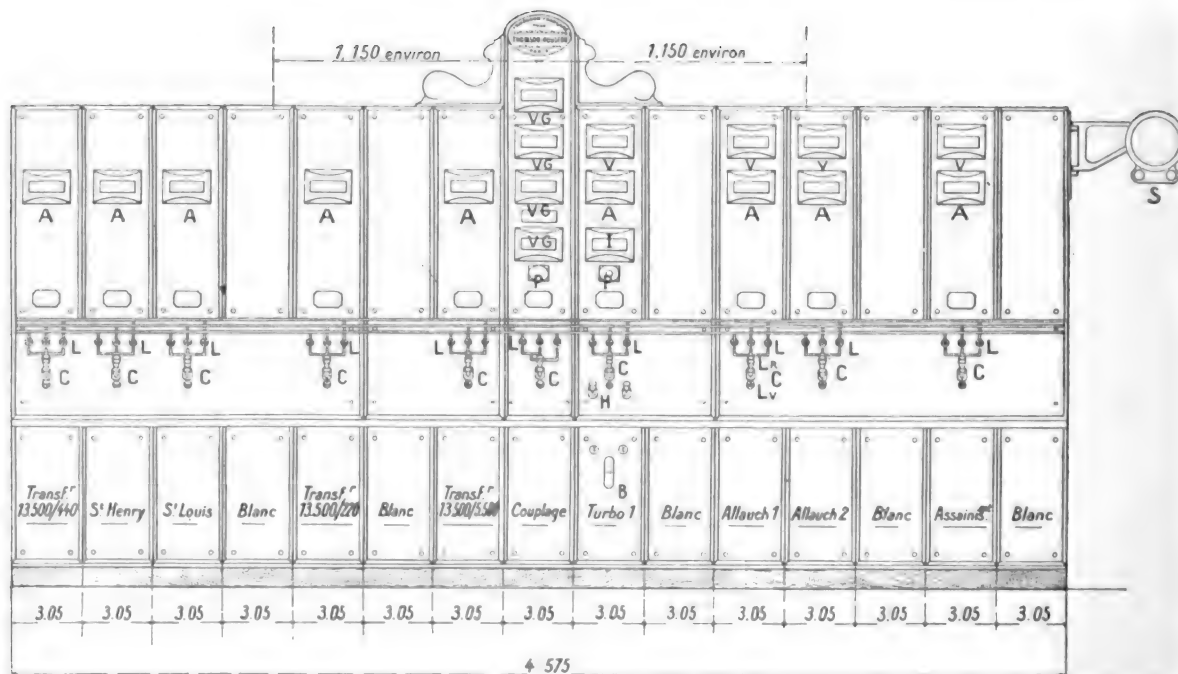 1,150 environ 1,150 environ
VG
VG V V V V
A A A A A VG A A A A S
VG I
P P
L L L L L L L L L L
C C C C C C C C C C
L R
L V
H
B
Transf.r Transf.r Transf.r
13.500/440 St Henry St Louis Blanc 13.500/220 Blanc 13.500/5.500 Couplage Turbo 1 Blanc Allauch 1 Allauch 2 Blanc Assainist Blanc
3.05 3.05 3.05 3.05 3.05 3.05 3.05 3.05 3.05 3.05 3.05 3.05 3.05 3.05 3.05
4 575